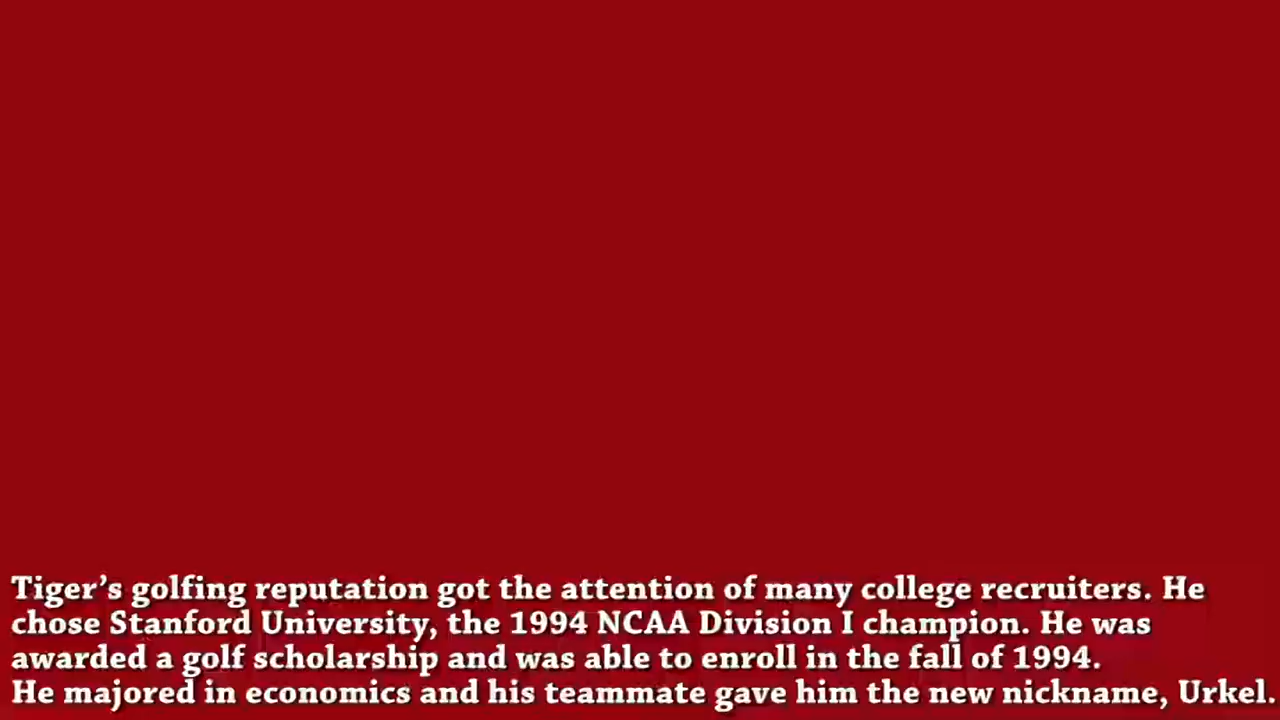 Tiger’s golfing reputation got the attention of many college recruiters. He
chose Stanford University, the 1994 NCAA Division I champion. He was
awarded a golf scholarship and was able to enroll in the fall of 1994.
He majored in economics and his teammate gave him the new nickname, Urkel.